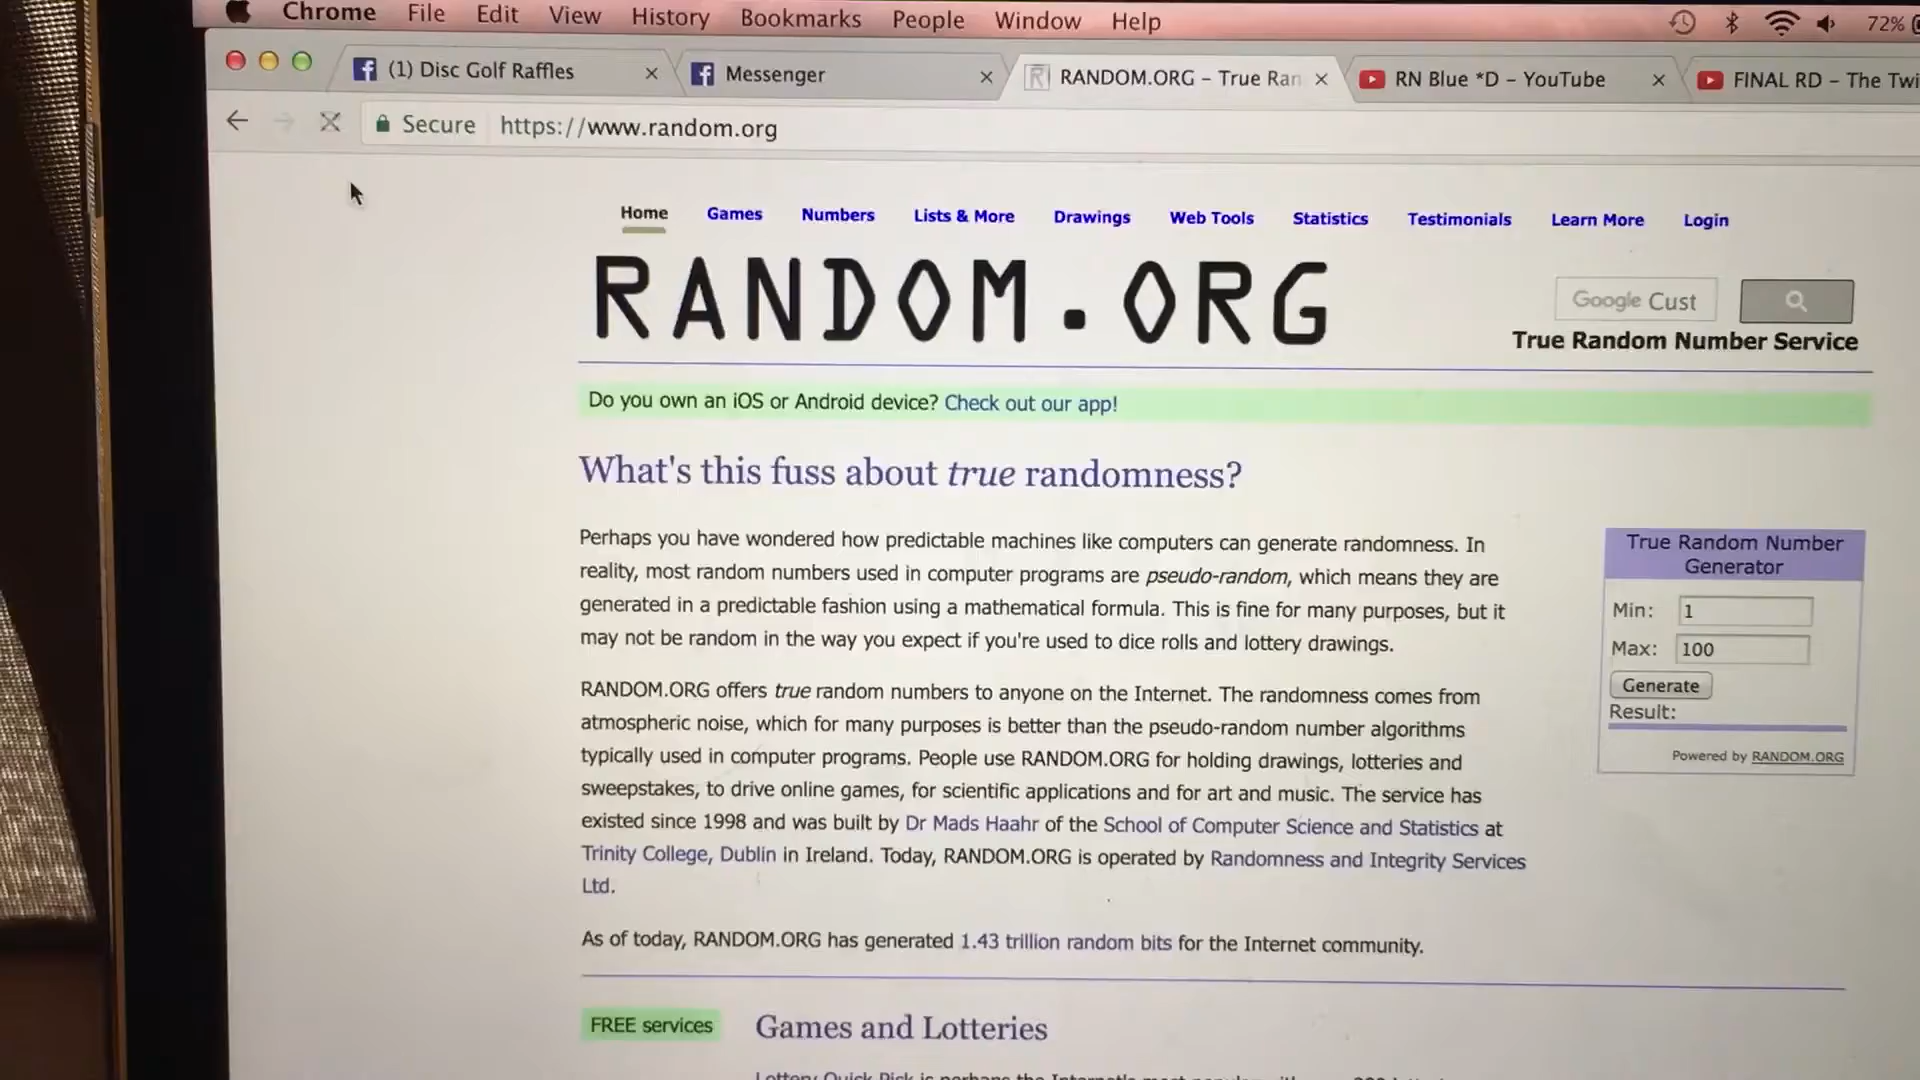 Chrome File Edit View History Bookmarks People Window Help 72%
(1) Disc Golf Raffles Messenger RANDOM.ORG – True Ran RN Blue *D – YouTube FINAL RD – The Twi
Secure https://www.random.org
Home Games Numbers Lists & More Drawings Web Tools Statistics Testimonials Learn More Login
RANDOM.ORG
Google Cust
True Random Number Service
Do you own an iOS or Android device? Check out our app!
What's this fuss about true randomness?
Perhaps you have wondered how predictable machines like computers can generate randomness. In
reality, most random numbers used in computer programs are pseudo-random, which means they are
generated in a predictable fashion using a mathematical formula. This is fine for many purposes, but it
may not be random in the way you expect if you're used to dice rolls and lottery drawings.
RANDOM.ORG offers true random numbers to anyone on the Internet. The randomness comes from
atmospheric noise, which for many purposes is better than the pseudo-random number algorithms
typically used in computer programs. People use RANDOM.ORG for holding drawings, lotteries and
sweepstakes, to drive online games, for scientific applications and for art and music. The service has
existed since 1998 and was built by Dr Mads Haahr of the School of Computer Science and Statistics at
Trinity College, Dublin in Ireland. Today, RANDOM.ORG is operated by Randomness and Integrity Services
Ltd.
As of today, RANDOM.ORG has generated 1.43 trillion random bits for the Internet community.
True Random Number
Generator
Min: 1
Max: 100
Generate
Result:
Powered by RANDOM.ORG
FREE services
Games and Lotteries
Lottery Quick Pick is perhaps the Internet's most